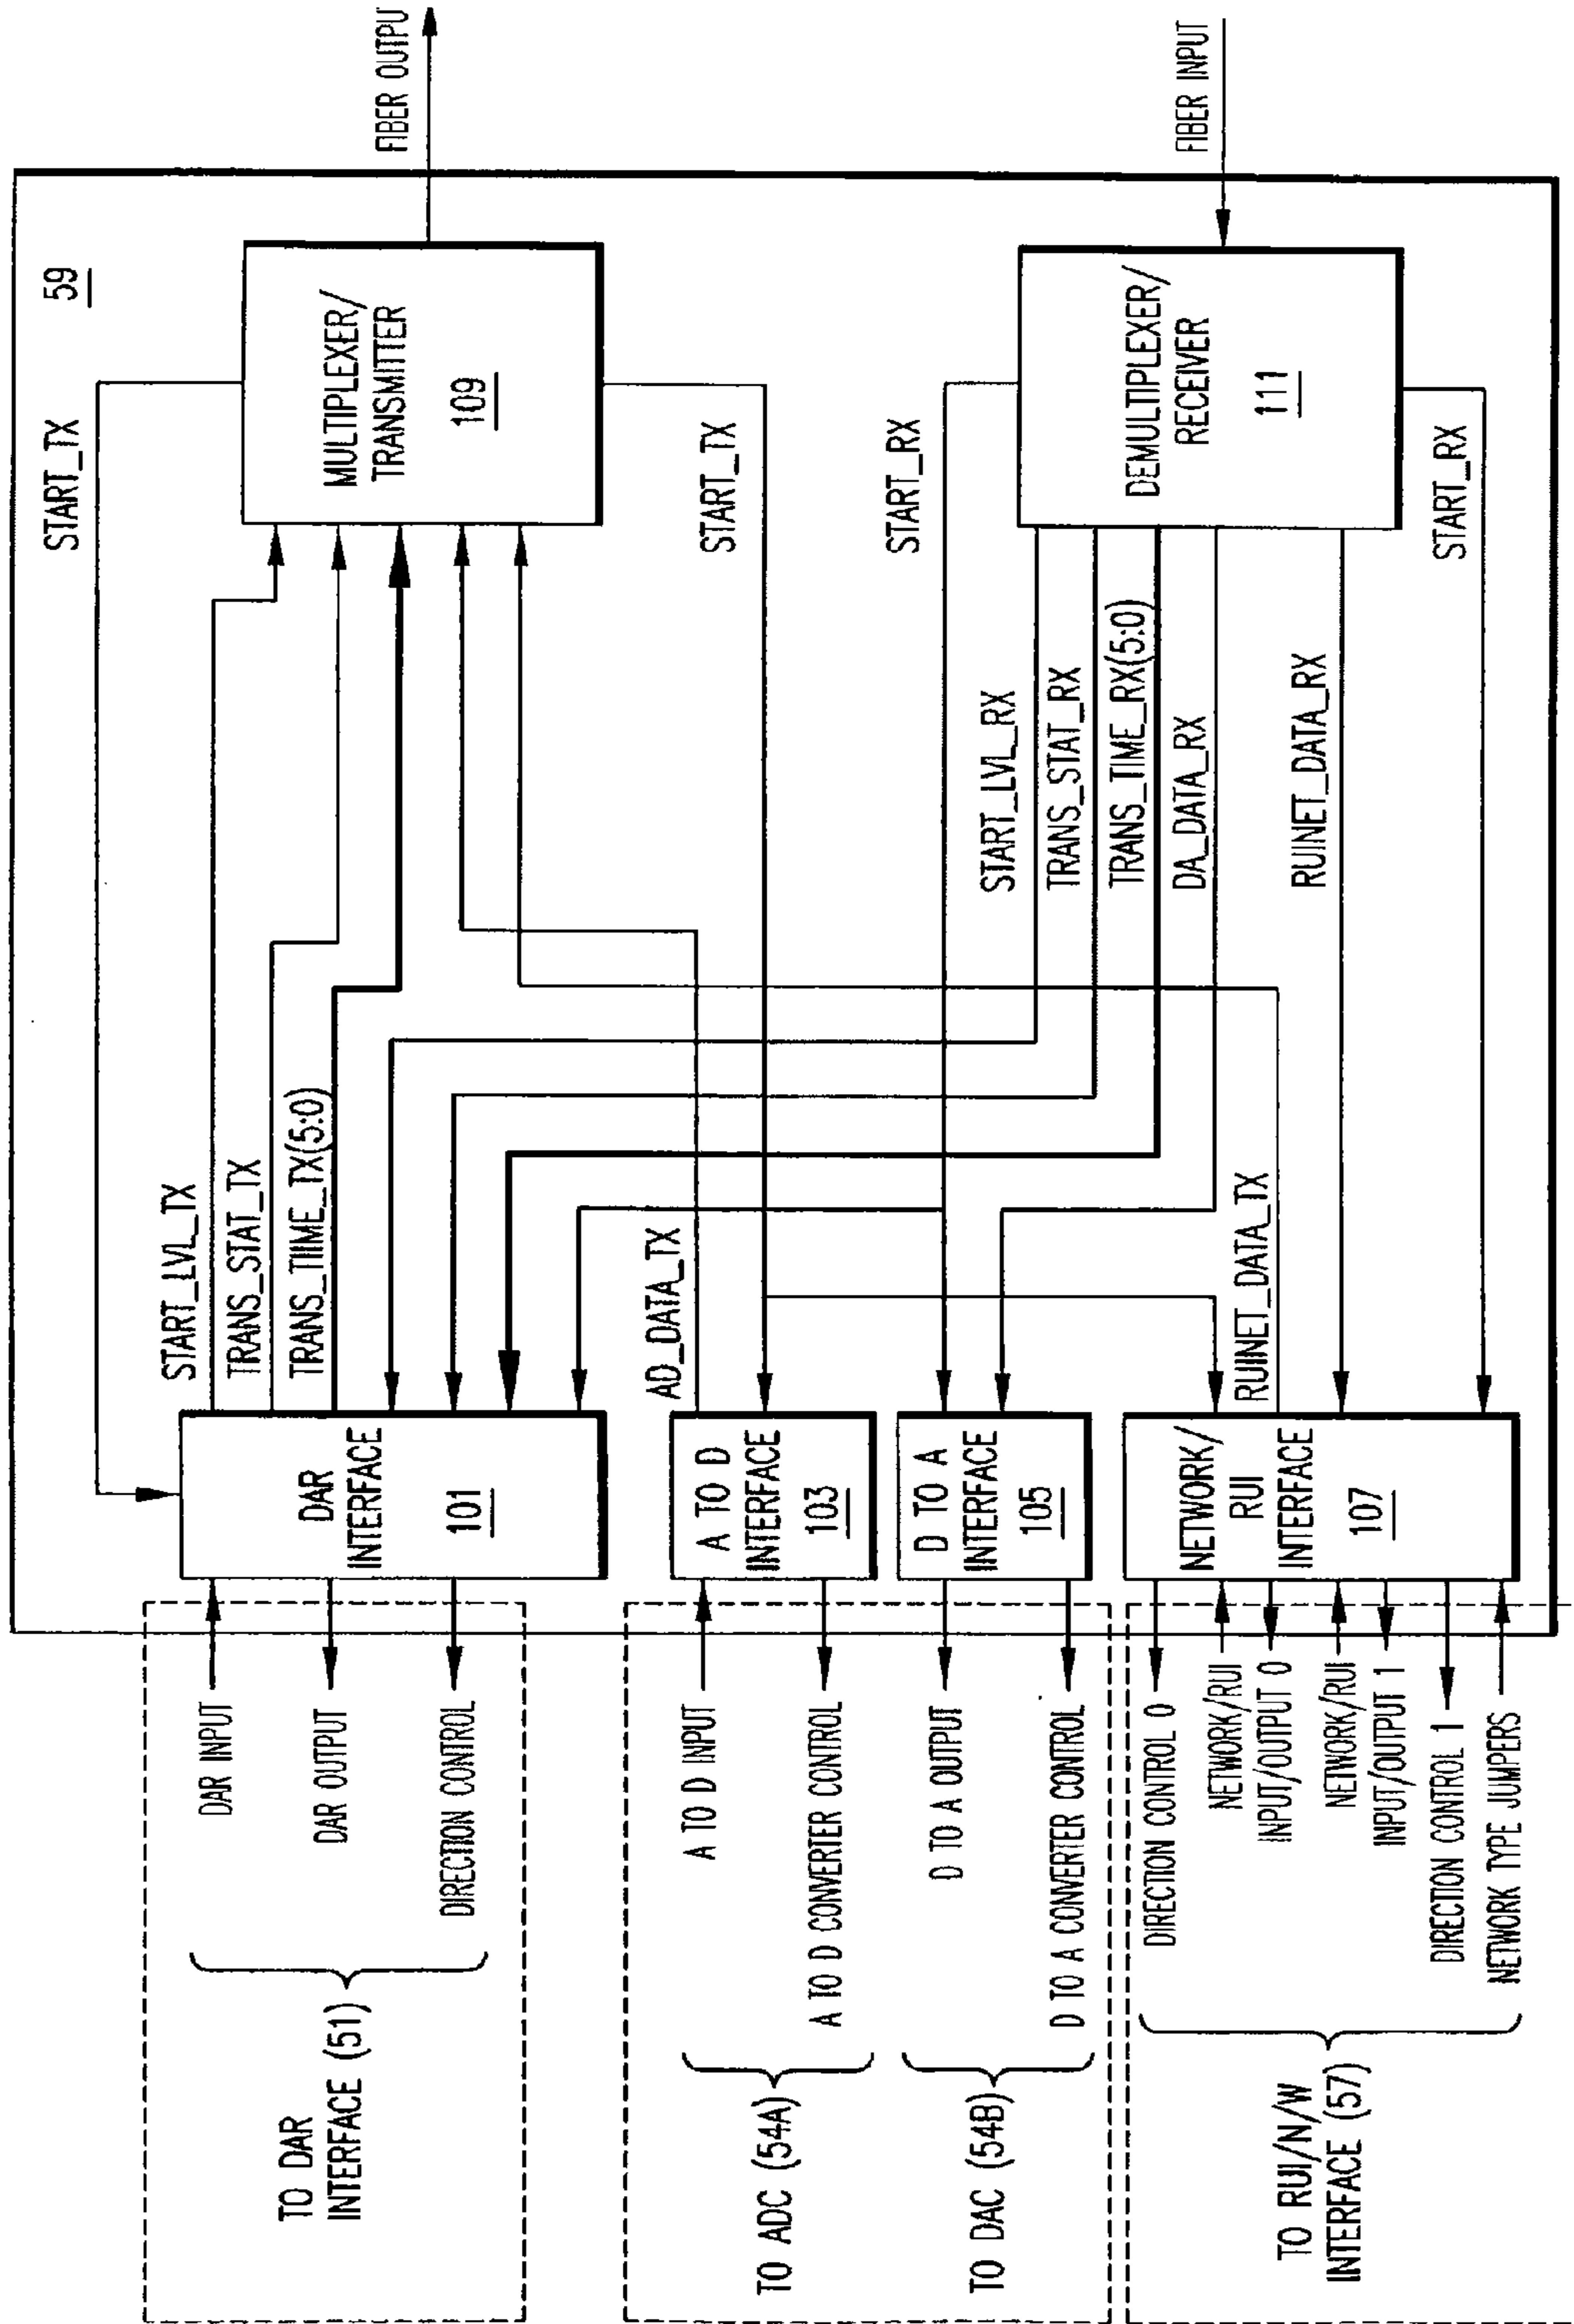 59
FIBER OUTPU
FIBER INPUT
MULTIPLEXER/
TRANSMITTER
109
DEMULTIPLEXER/
RECEIVER
111
START_TX
START_TX
START_RX
START_RX
START_LVL_RX
TRANS_STAT_RX
TRANS_TIME_RX(5:0)
DA_DATA_RX
RUINET_DATA_RX
START_LVL_TX
TRANS_STAT_TX
TRANS_TIIME_TX(5:0)
AD_DATA_TX
RUINET_DATA_TX
DAR
INTERFACE
101
A TO D
INTERFACE
103
D TO A
INTERFACE
105
NETWORK/
RUI
INTERFACE
107
DAR INPUT
DAR OUTPUT
DIRECTION CONTROL
A TO D INPUT
A TO D CONVERTER CONTROL
D TO A OUTPUT
D TO A CONVERTER CONTROL
DIRECTION CONTROL 0
NETWORK/RUI
INPUT/OUTPUT 0
NETWORK/RUI
INPUT/OUTPUT 1
DIRECTION CONTROL 1
NETWORK TYPE JUMPERS
TO DAR
INTERFACE (51)
TO ADC (54A)
TO DAC (54B)
TO RUI/N/W
INTERFACE (57)